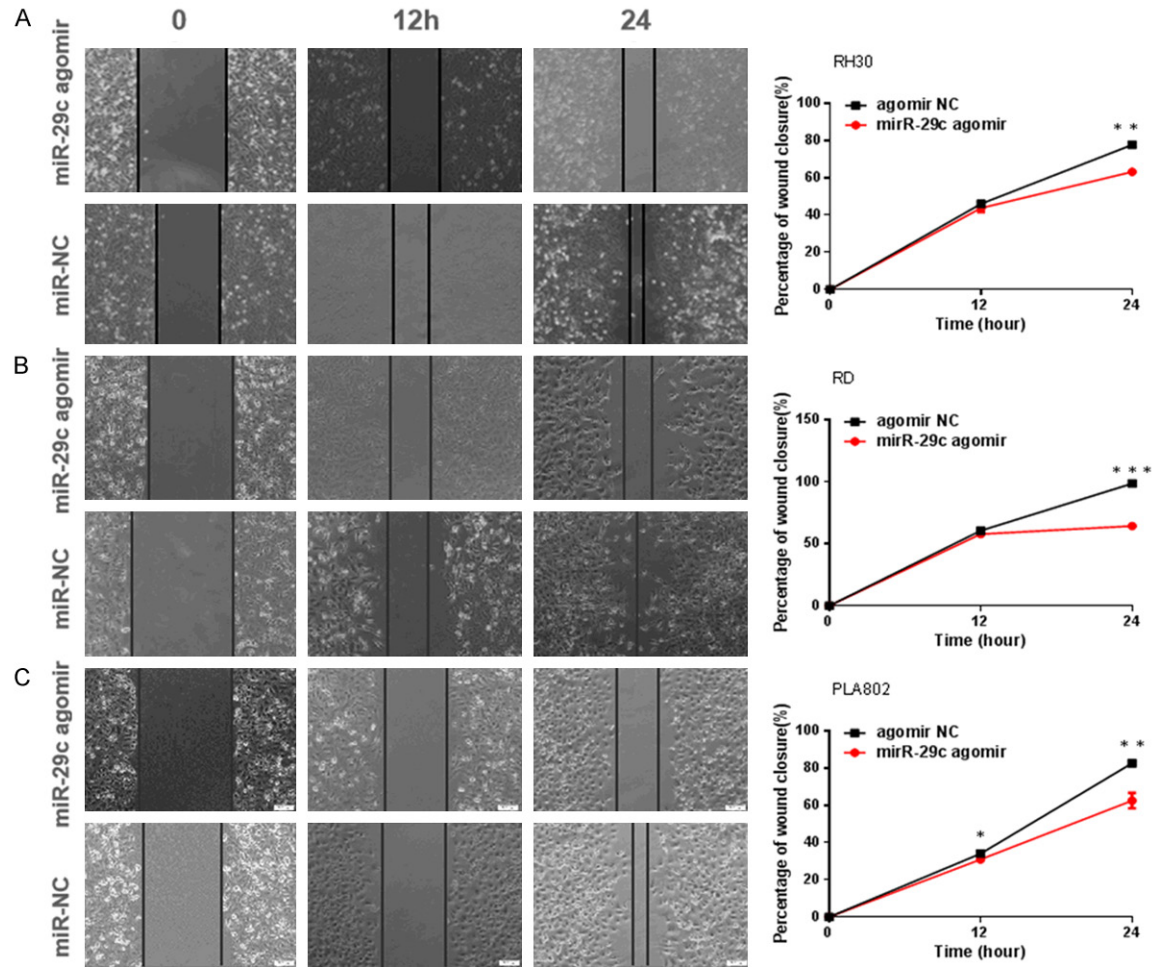 A
0
12h
24
miR-29c agomir
miR-NC
RH30
agomir NC
mirR-29c agomir
* *
Percentage of wound closure(%)
100
80
60
40
20
0
0
12
24
Time (hour)
B
miR-29c agomir
miR-NC
RD
agomir NC
mirR-29c agomir
* * *
Percentage of wound closure(%)
150
100
50
0
0
12
24
Time (hour)
C
miR-29c agomir
miR-NC
PLA802
agomir NC
mirR-29c agomir
* *
*
Percentage of wound closure(%)
100
80
60
40
20
0
0
12
24
Time (hour)